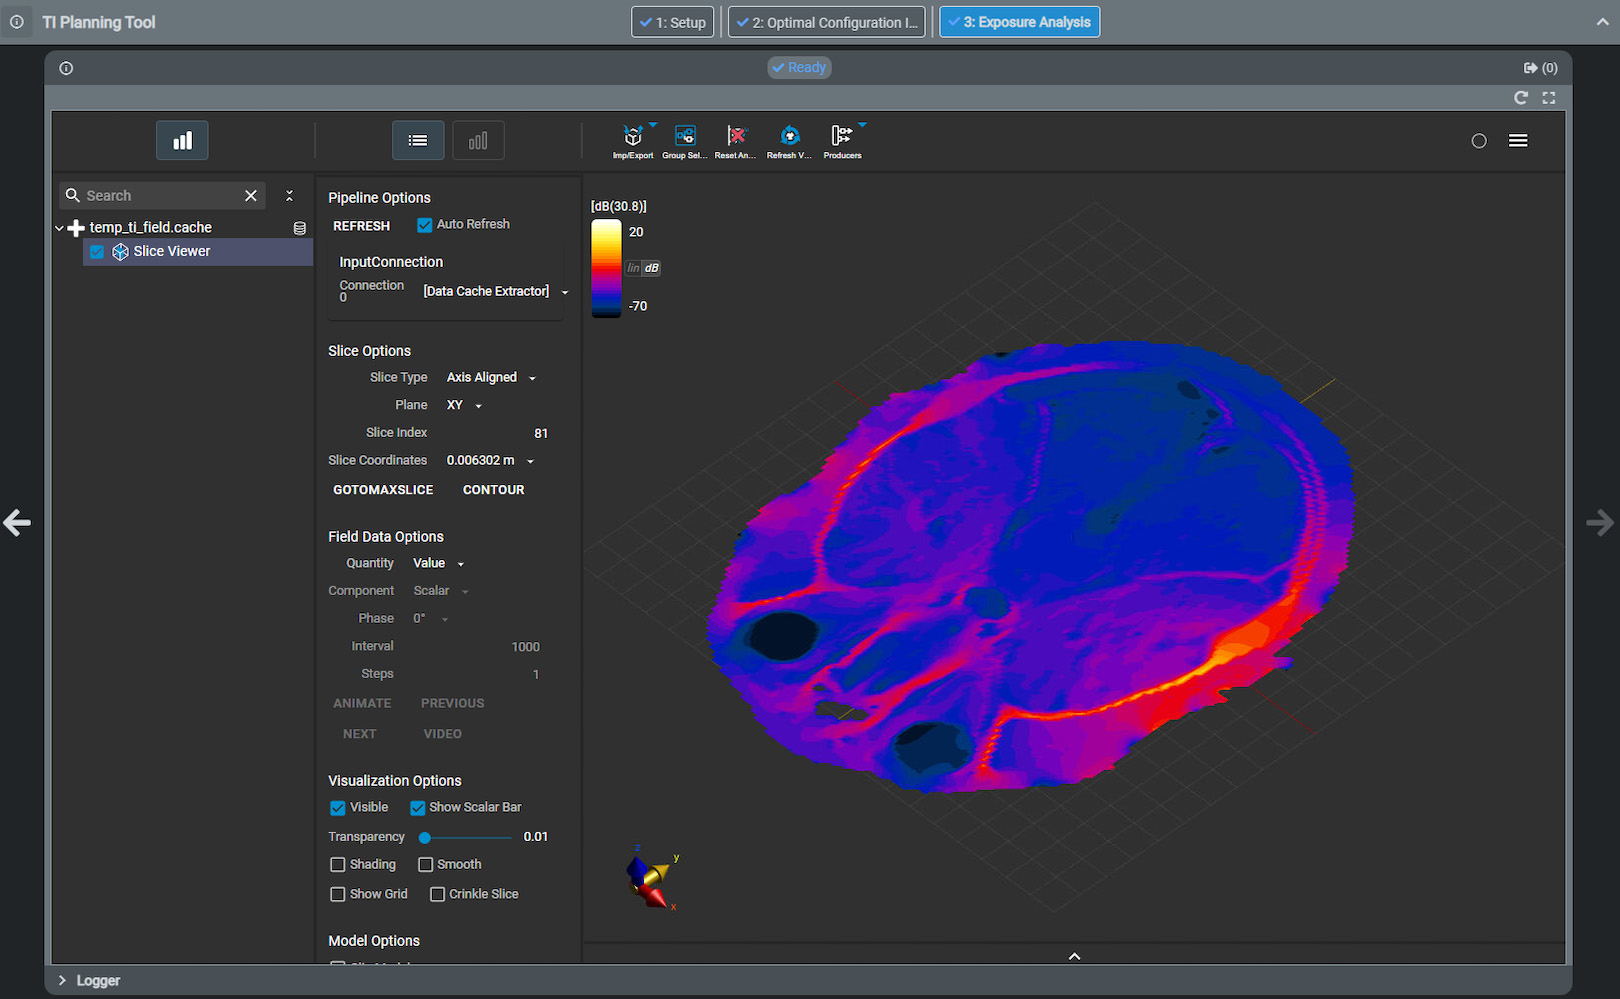 TI Planning Tool
1: Setup
2: Optimal Configuration I...
3: Exposure Analysis
Ready
(0)
Imp/Export
Group Sel...
Reset An...
Refresh V...
Producers
Search
temp_ti_field.cache
Slice Viewer
Pipeline Options
REFRESH
Auto Refresh
InputConnection
Connection
0
[Data Cache Extractor]
Slice Options
Slice Type Axis Aligned
Plane XY
Slice Index 81
Slice Coordinates 0.006302 m
GOTOMAXSLICE CONTOUR
Field Data Options
Quantity Value
Component Scalar
Phase 0°
Interval 1000
Steps 1
ANIMATE PREVIOUS
NEXT VIDEO
Visualization Options
Visible Show Scalar Bar
Transparency 0.01
Shading Smooth
Show Grid Crinkle Slice
Model Options
[dB(30.8)]
20
lin dB
-70
z
y
x
Logger